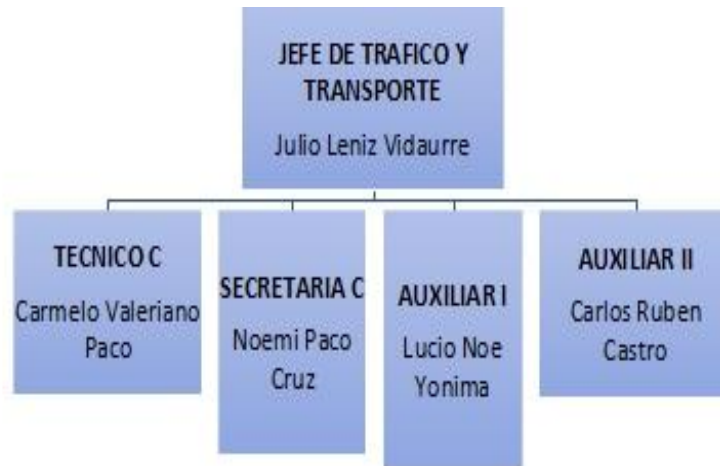 JEFE DE TRAFICO Y
TRANSPORTE
Julio Leniz Vidaurre
TECNICO C
Carmelo Valeriano
Paco
SECRETARIA C
Noemi Paco
Cruz
AUXILIAR I
Lucio Noe
Yonima
AUXILIAR II
Carlos Ruben
Castro